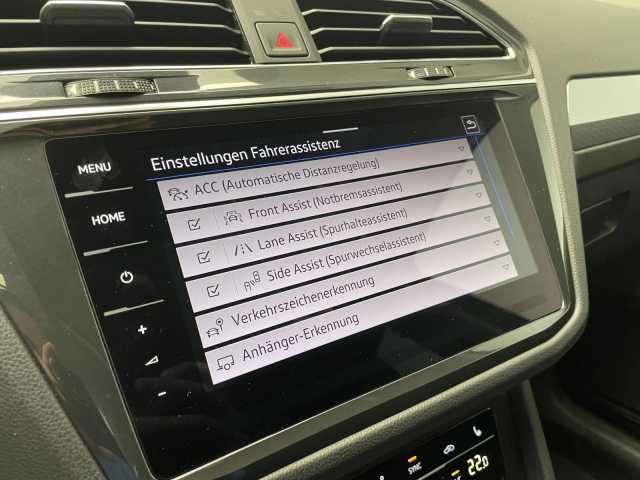 Einstellungen Fahrerassistenz
MENU
ACC (Automatische Distanzregelung)
HOME
Front Assist (Notbremsassistent)
Lane Assist (Spurhalteassistent)
Side Assist (Spurwechselassistent)
Verkehrszeichenerkennung
Anhänger-Erkennung
+
-
SYNC
22.0